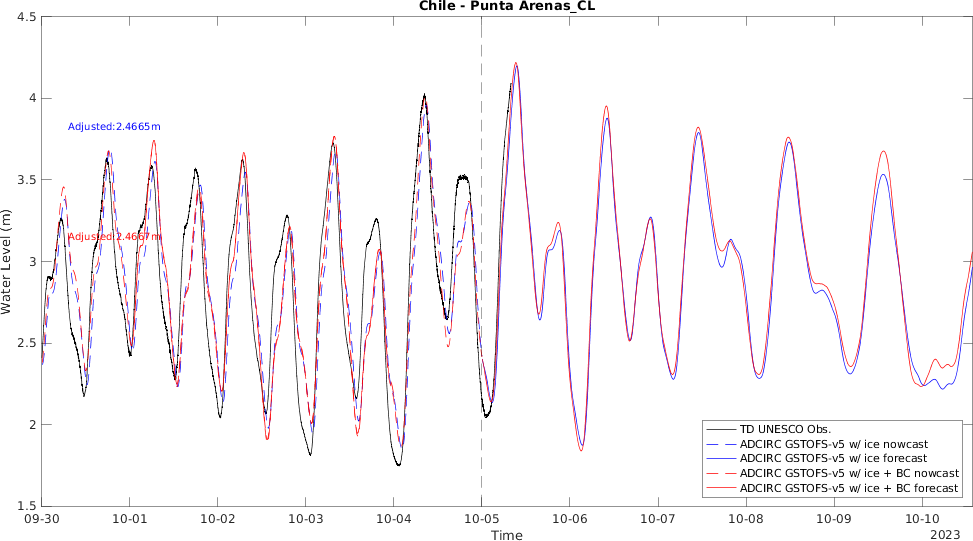 Chile - Punta Arenas_CL
Water Level (m)
4.5
4
3.5
3
2.5
2
1.5
Adjusted:2.4665m
Adjusted:2.4667m
TD UNESCO Obs.
ADCIRC GSTOFS-v5 w/ ice nowcast
ADCIRC GSTOFS-v5 w/ ice forecast
ADCIRC GSTOFS-v5 w/ ice + BC nowcast
ADCIRC GSTOFS-v5 w/ ice + BC forecast
09-30 10-01 10-02 10-03 10-04 10-05 10-06 10-07 10-08 10-09 10-10
Time
2023